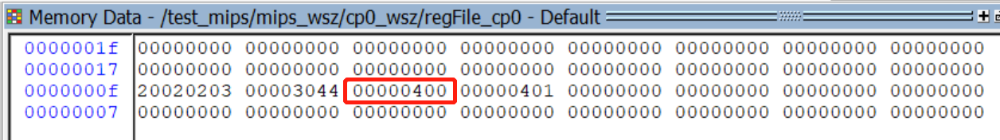 Memory Data - /test_mips/mips_wsz/cp0_wsz/regFile_cp0 - Default
0000001f 00000000 00000000 00000000 00000000 00000000 00000000 00000000 00000000
00000017 00000000 00000000 00000000 00000000 00000000 00000000 00000000 00000000
0000000f 20020203 00003044 00000400 00000401 00000000 00000000 00000000 00000000
00000007 00000000 00000000 00000000 00000000 00000000 00000000 00000000 00000000